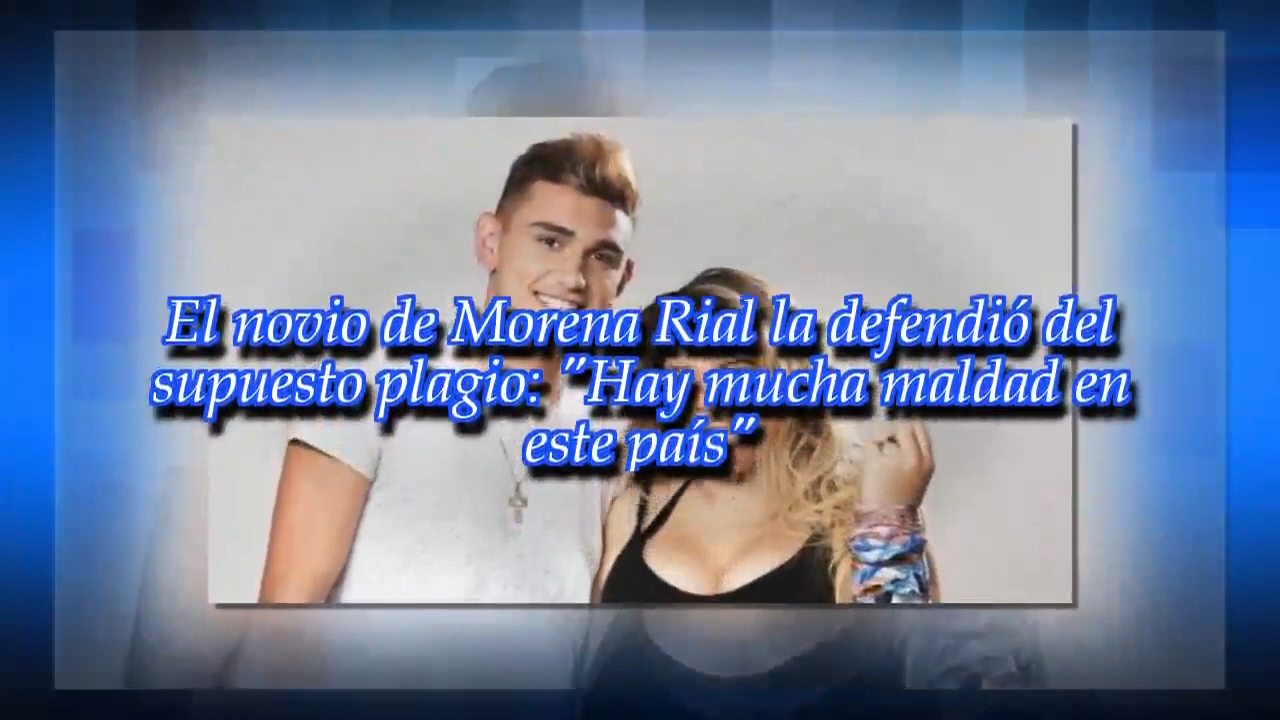 El novio de Morena Rial la defendió del
supuesto plagio: "Hay mucha maldad en
este país"